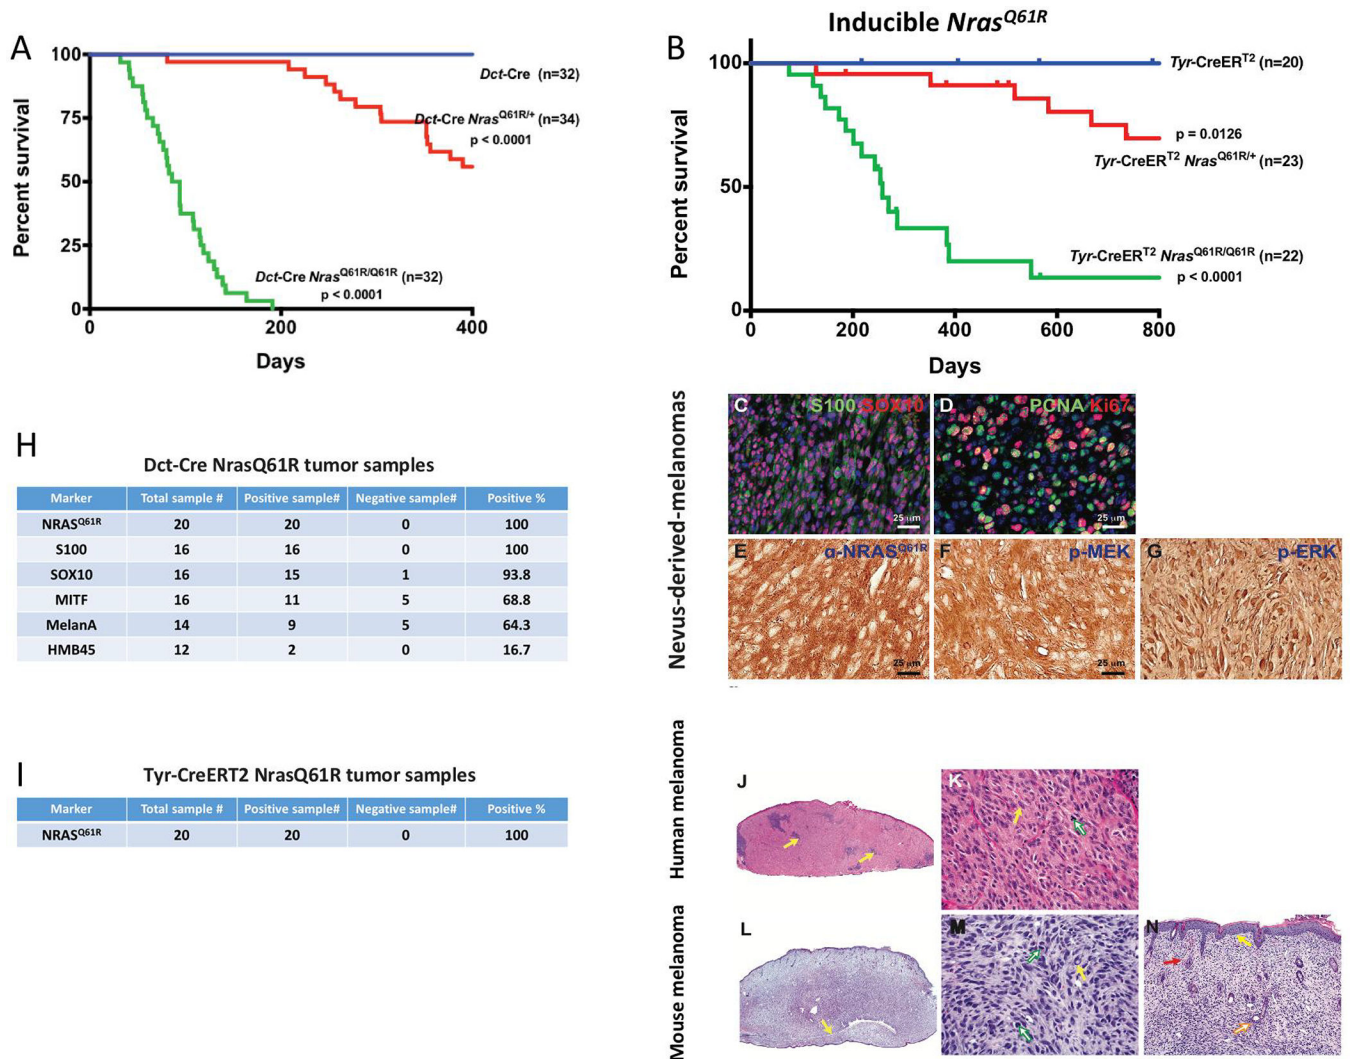 A
Percent survival
100
75
50
25
0
0 200 400
Days
Dct-Cre (n=32)
Dct-Cre NrasQ61R/+ (n=34)
p < 0.0001
Dct-Cre NrasQ61R/Q61R (n=32)
p < 0.0001
B
Inducible NrasQ61R
Percent survival
100
50
0
0 200 400 600 800
Days
Tyr-CreERT2 (n=20)
p = 0.0126
Tyr-CreERT2 NrasQ61R/+ (n=23)
Tyr-CreERT2 NrasQ61R/Q61R (n=22)
p < 0.0001
Nevus-derived-melanomas
C S100 SOX10
25 µm
D PCNA Ki67
25 µm
E α-NRASQ61R
25 µm
F p-MEK
25 µm
G p-ERK
H
Dct-Cre NrasQ61R tumor samples
Marker Total sample # Positive sample# Negative sample# Positive %
NRASQ61R 20 20 0 100
S100 16 16 0 100
SOX10 16 15 1 93.8
MITF 16 11 5 68.8
MelanA 14 9 5 64.3
HMB45 12 2 0 16.7
I
Tyr-CreERT2 NrasQ61R tumor samples
Marker Total sample # Positive sample# Negative sample# Positive %
NRASQ61R 20 20 0 100
Human melanoma
J
K
Mouse melanoma
L
M
N